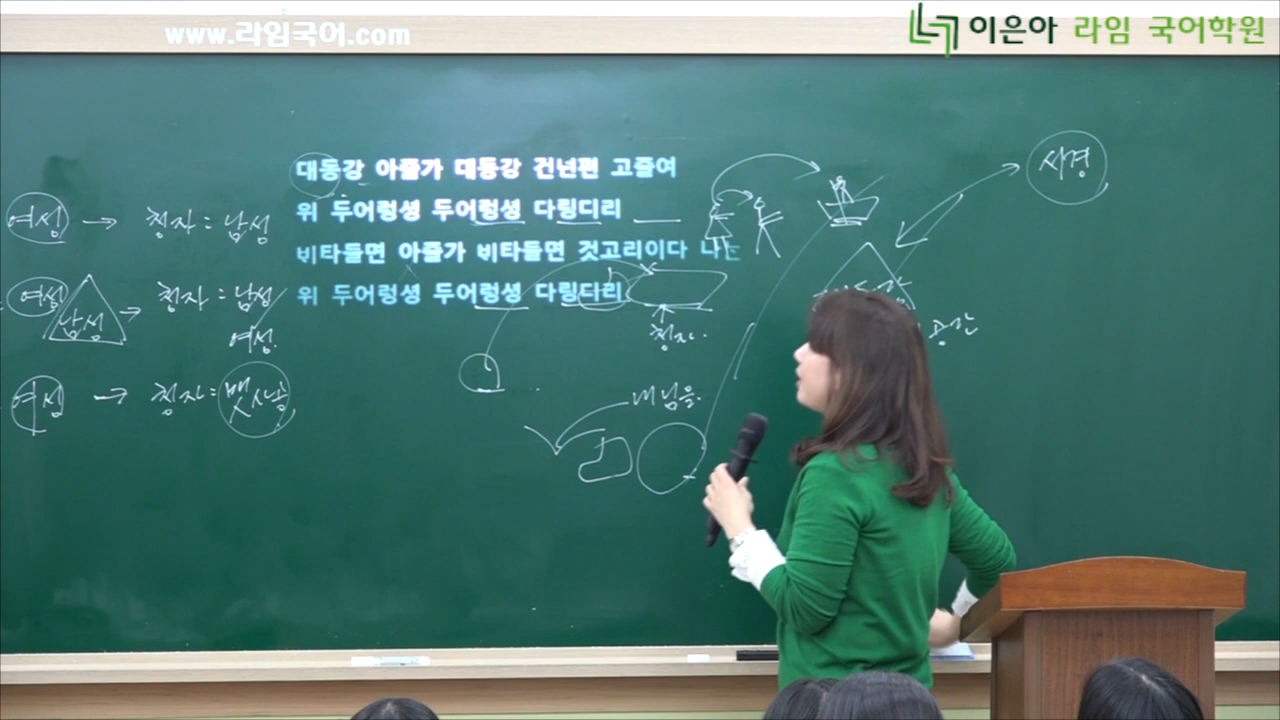 www.라임국어.com
이은아 라임 국어학원
대동강 아즐가 대동강 건넌편 고즐여
위 두어렁셩 두어렁셩 다링디리
비타들면 아즐가 비타들면 것고리이다 나는
위 두어렁셩 두어렁셩 다링다리
여성 → 청자 : 남성
여성 남성 → 청자 : 남성
여성
여성 → 청자 : 뱃사공
서경
청자
공간
내 님을